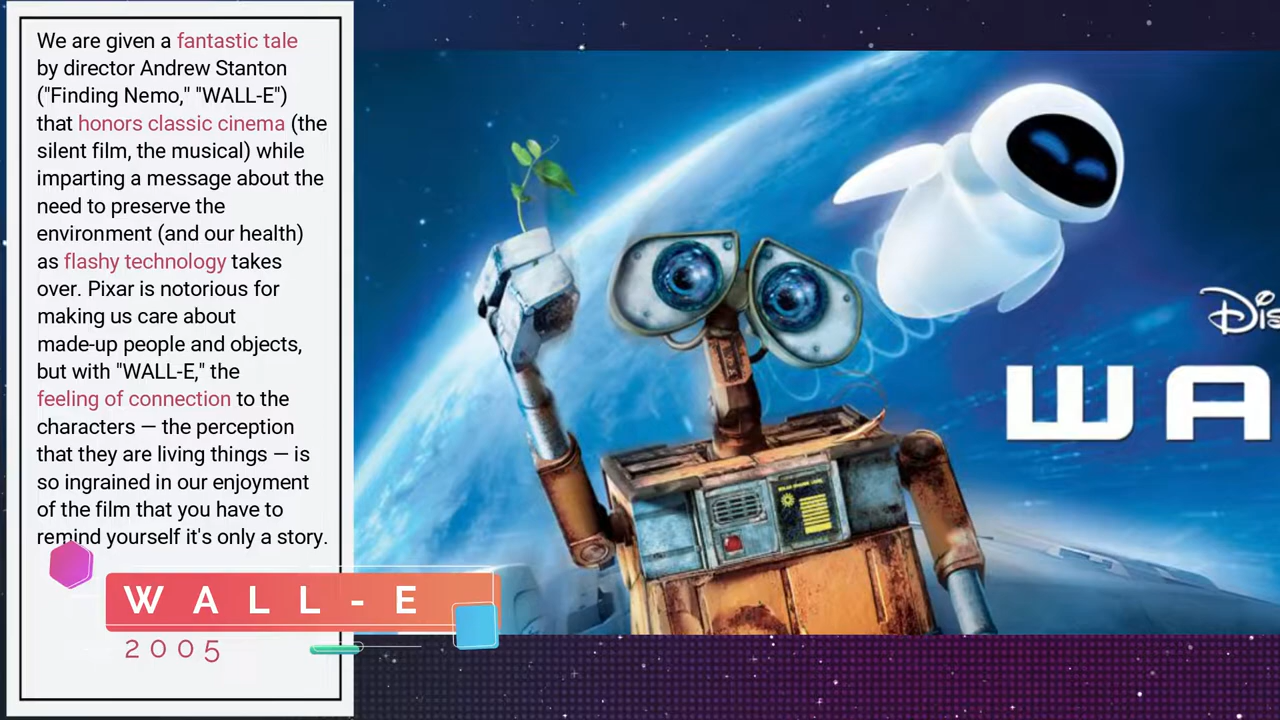 We are given a fantastic tale
by director Andrew Stanton
("Finding Nemo," "WALL-E")
that honors classic cinema (the
silent film, the musical) while
imparting a message about the
need to preserve the
environment (and our health)
as flashy technology takes
over. Pixar is notorious for
making us care about
made-up people and objects,
but with "WALL-E," the
feeling of connection to the
characters — the perception
that they are living things — is
so ingrained in our enjoyment
of the film that you have to
remind yourself it's only a story.
WALL-E
2005
Dis
WA